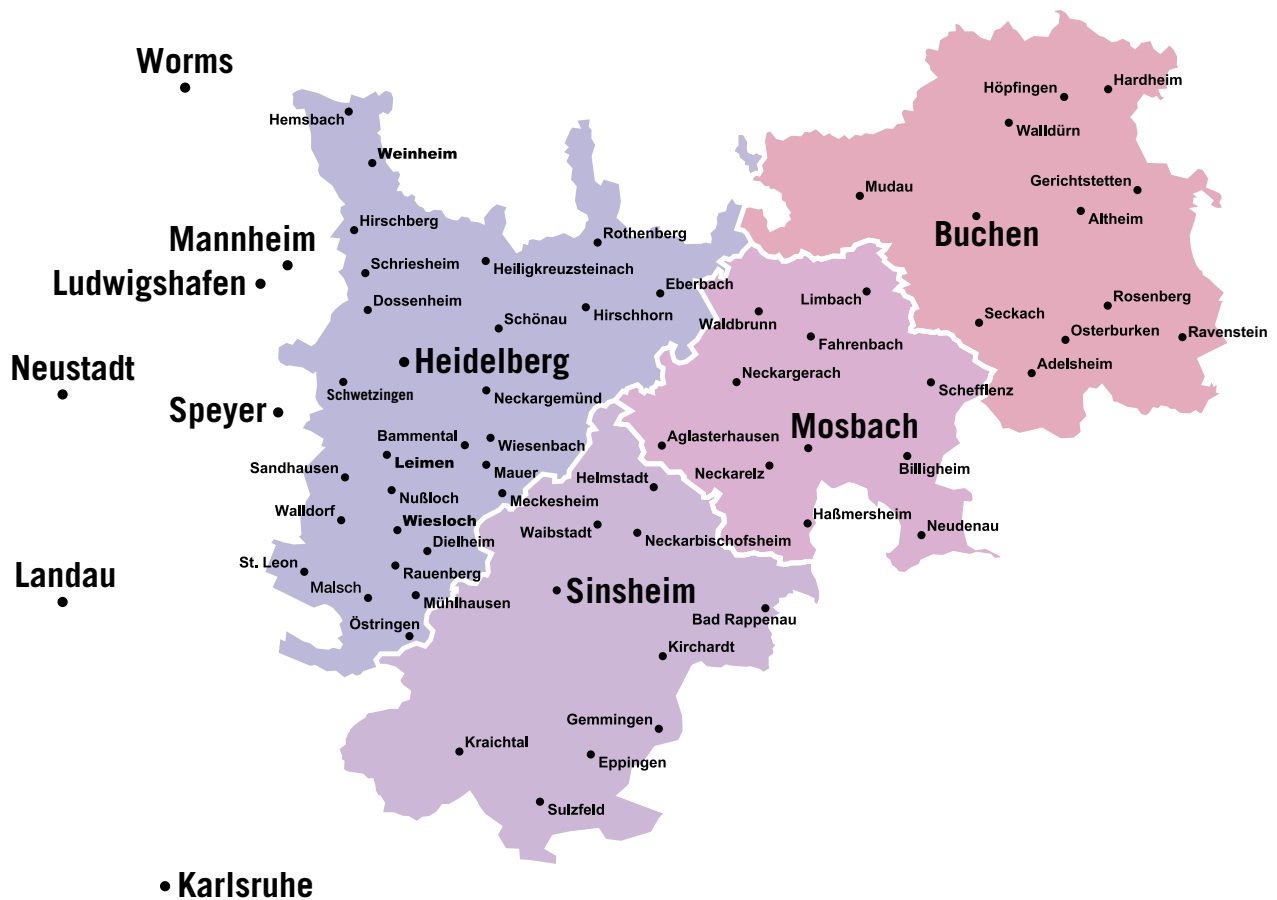 Worms
Hemsbach
Weinheim
Hirschberg
Mannheim
Ludwigshafen
Schriesheim
Dossenheim
Heiligkreuzsteinach
Rothenberg
Eberbach
Hirschhorn
Schönau
Heidelberg
Neustadt
Schwetzingen
Speyer
Neckargemünd
Bammental
Wiesenbach
Leimen
Mauer
Sandhausen
Meckesheim
Nußloch
Walldorf
Wiesloch
Dielheim
St. Leon
Rauenberg
Malsch
Mühlhausen
Östringen
Landau
Karlsruhe
Höpfingen
Hardheim
Walldürn
Mudau
Gerichtstetten
Altheim
Buchen
Rosenberg
Seckach
Osterburken
Ravenstein
Adelsheim
Limbach
Waldbrunn
Fahrenbach
Neckargerach
Schefflenz
Aglasterhausen
Mosbach
Neckarelz
Billigheim
Haßmersheim
Neudenau
Helmstadt
Waibstadt
Neckarbischofsheim
Sinsheim
Bad Rappenau
Kirchardt
Gemmingen
Kraichtal
Eppingen
Sulzfeld